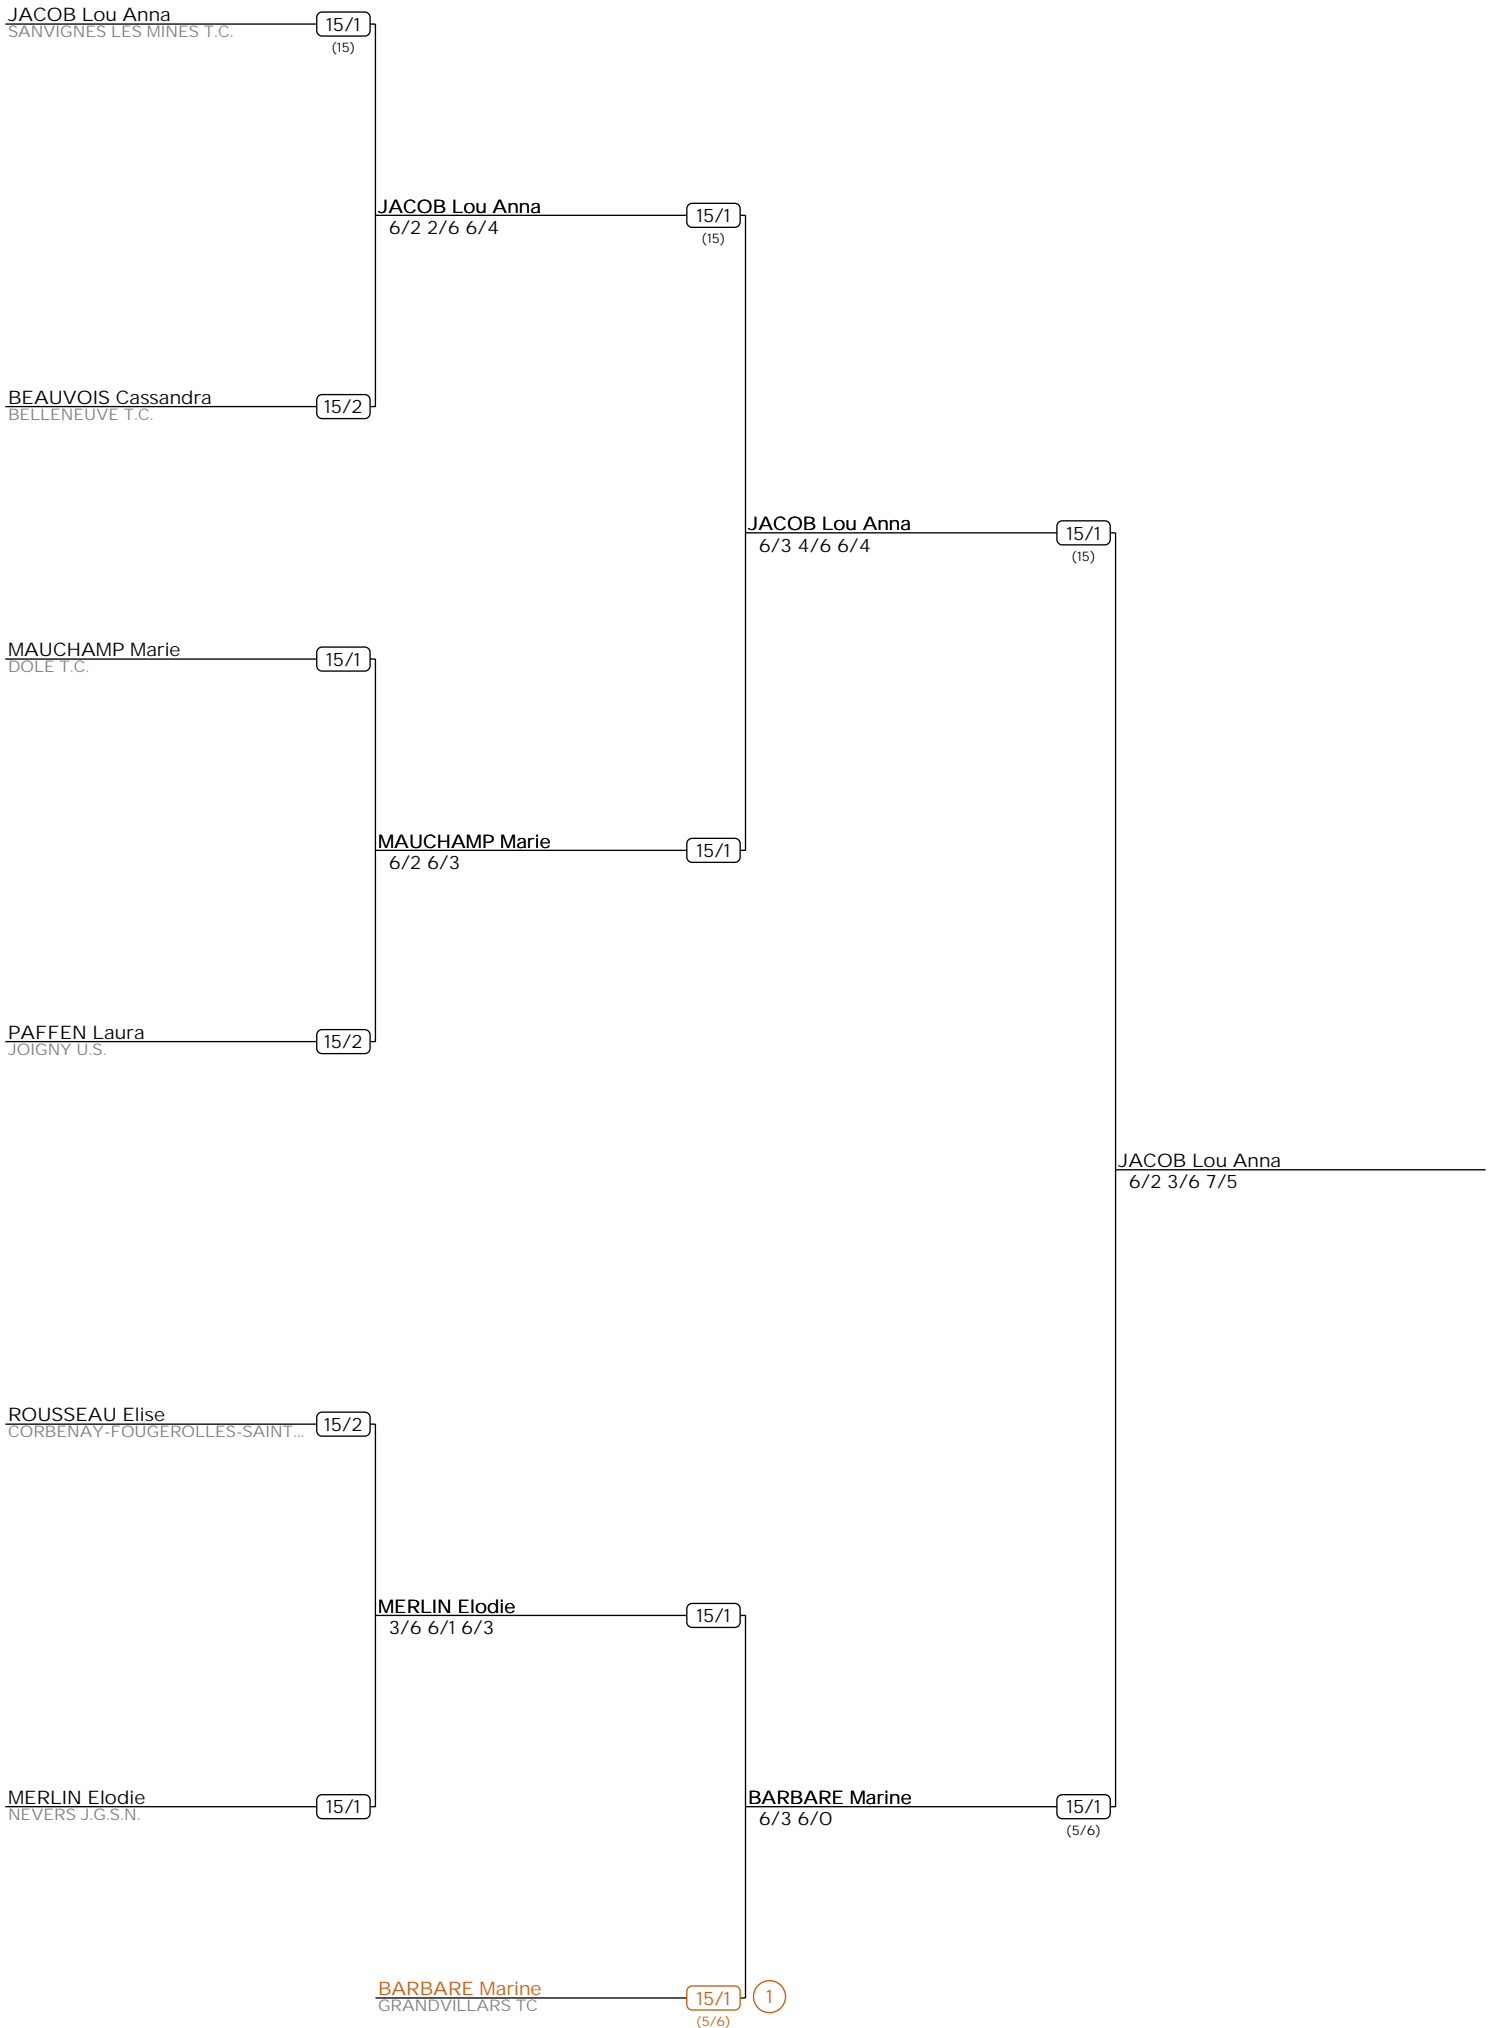 JACOB Lou Anna
SANVIGNES LES MINES T.C.
15/1
(15)
JACOB Lou Anna
6/2 2/6 6/4
15/1
(15)
BEAUVOIS Cassandra
BELLENEUVE T.C.
15/2
JACOB Lou Anna
6/3 4/6 6/4
15/1
(15)
MAUCHAMP Marie
DOLE T.C.
15/1
MAUCHAMP Marie
6/2 6/3
15/1
PAFFEN Laura
JOIGNY U.S.
15/2
JACOB Lou Anna
6/2 3/6 7/5
ROUSSEAU Elise
CORBENAY-FOUGEROLLES-SAINT...
15/2
MERLIN Elodie
3/6 6/1 6/3
15/1
MERLIN Elodie
NEVERS J.G.S.N.
15/1
BARBARE Marine
6/3 6/0
15/1
(5/6)
BARBARE Marine
GRANDVILLARS TC
15/1
(5/6)
1